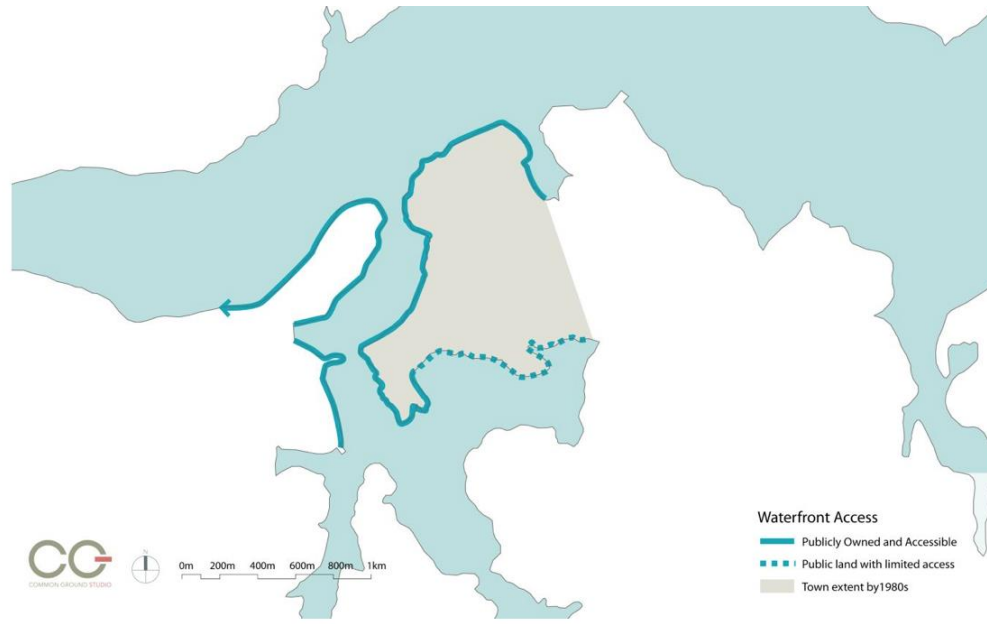 Waterfront Access
Publicly Owned and Accessible
Public land with limited access
Town extent by1980s
CG
COMMON GROUND STUDIO
N
0m 200m 400m 600m 800m 1km